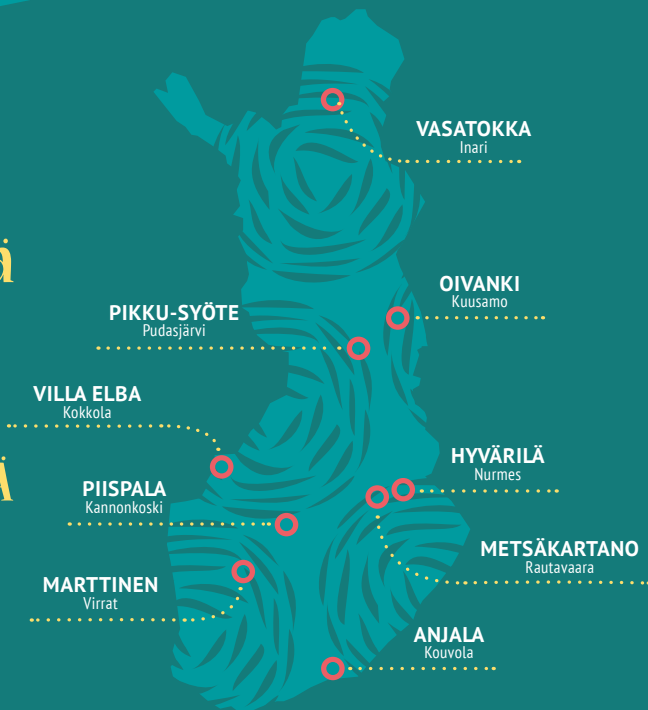 VASATOKKA
Inari
OIVANKI
Kuusamo
PIKKU-SYÖTE
Pudasjärvi
VILLA ELBA
Kokkola
HYVÄRILÄ
Nurmes
PIISPALA
Kannonkoski
METSÄKARTANO
Rautavaara
MARTTINEN
Virrat
ANJALA
Kouvola